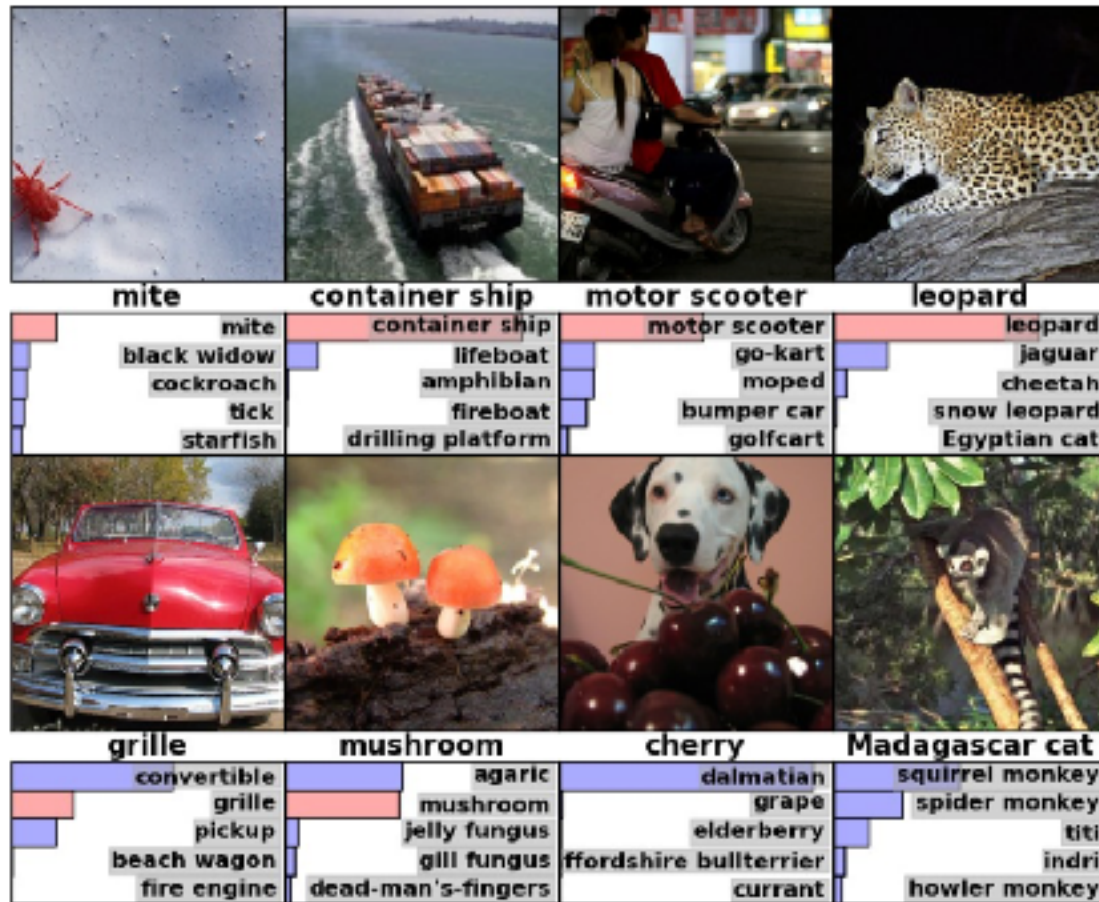 mite
container ship
motor scooter
leopard
mite
black widow
cockroach
tick
starfish
container ship
lifeboat
amphibian
fireboat
drilling platform
motor scooter
go-kart
moped
bumper car
golfcart
leopard
jaguar
cheetah
snow leopard
Egyptian cat
grille
mushroom
cherry
Madagascar cat
convertible
grille
pickup
beach wagon
fire engine
agaric
mushroom
jelly fungus
gill fungus
dead-man's-fingers
dalmatian
grape
elderberry
ffordshire bullterrier
currant
squirrel monkey
spider monkey
titi
indri
howler monkey